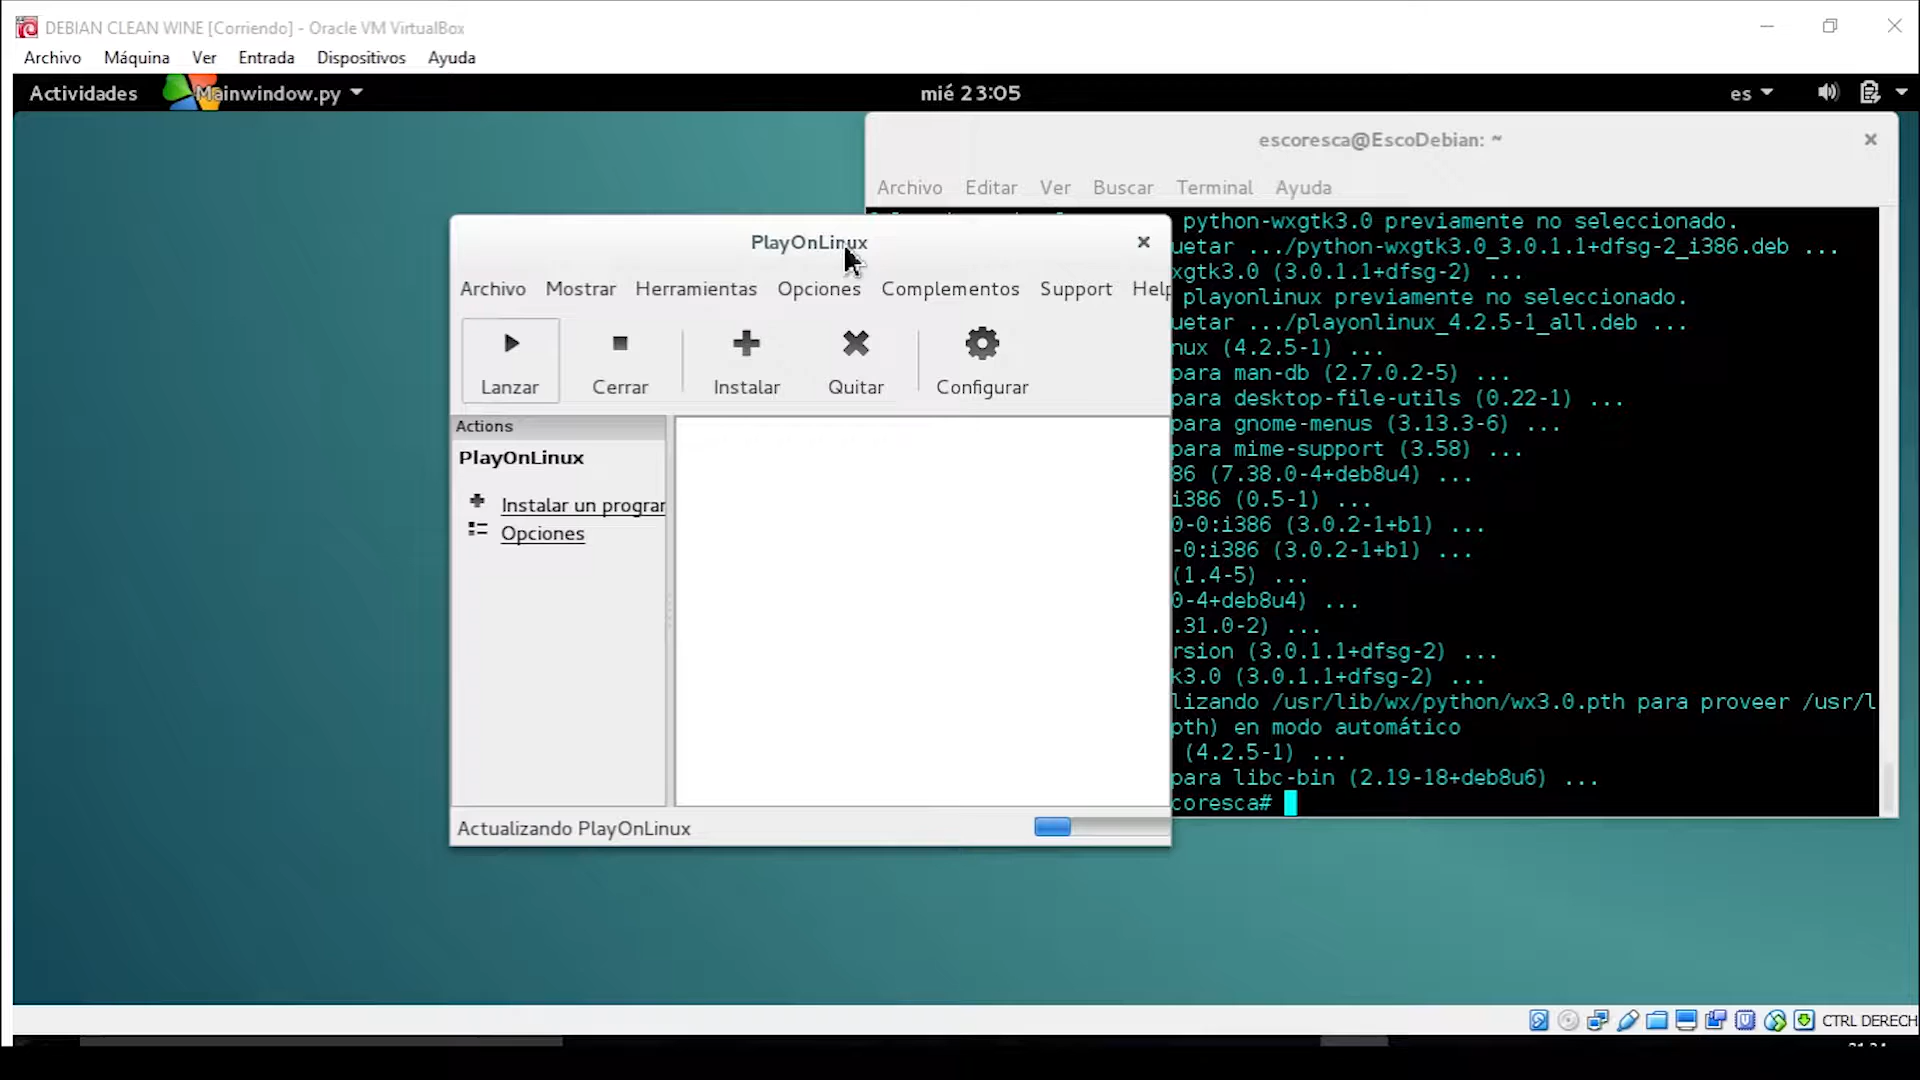 DEBIAN CLEAN WINE [Corriendo] - Oracle VM VirtualBox
Archivo Máquina Ver Entrada Dispositivos Ayuda
Actividades Mainwindow.py mié 23:05 es
escoresca@EscoDebian: ~
Archivo Editar Ver Buscar Terminal Ayuda
python-wxgtk3.0 previamente no seleccionado.
uetar .../python-wxgtk3.0_3.0.1.1+dfsg-2_i386.deb ...
xgtk3.0 (3.0.1.1+dfsg-2) ...
playonlinux previamente no seleccionado.
uetar .../playonlinux_4.2.5-1_all.deb ...
nux (4.2.5-1) ...
para man-db (2.7.0.2-5) ...
para desktop-file-utils (0.22-1) ...
para gnome-menus (3.13.3-6) ...
para mime-support (3.58) ...
86 (7.38.0-4+deb8u4) ...
i386 (0.5-1) ...
0-0:i386 (3.0.2-1+b1) ...
-0:i386 (3.0.2-1+b1) ...
(1.4-5) ...
0-4+deb8u4) ...
.31.0-2) ...
rsion (3.0.1.1+dfsg-2) ...
k3.0 (3.0.1.1+dfsg-2) ...
lizando /usr/lib/wx/python/wx3.0.pth para proveer /usr/l
pth) en modo automático
(4.2.5-1) ...
para libc-bin (2.19-18+deb8u6) ...
coresca#
PlayOnLinux
Archivo Mostrar Herramientas Opciones Complementos Support Help
Lanzar Cerrar Instalar Quitar Configurar
Actions
PlayOnLinux
Instalar un prograr
Opciones
Actualizando PlayOnLinux
CTRL DERECH